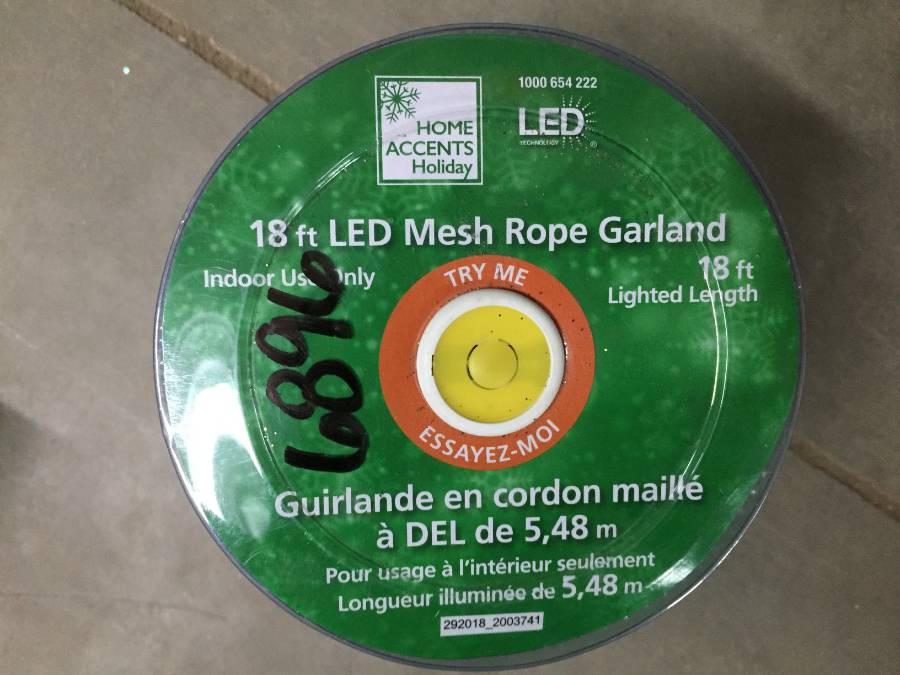 HOME
ACCENTS
Holiday
1000 654 222
LED
TECHNOLOGY ®
18 ft LED Mesh Rope Garland
Indoor Use Only
18 ft
Lighted Length
TRY ME
ESSAYEZ-MOI
6896
Guirlande en cordon maillé
à DEL de 5,48 m
Pour usage à l'intérieur seulement
Longueur illuminée de 5,48 m
292018_2003741